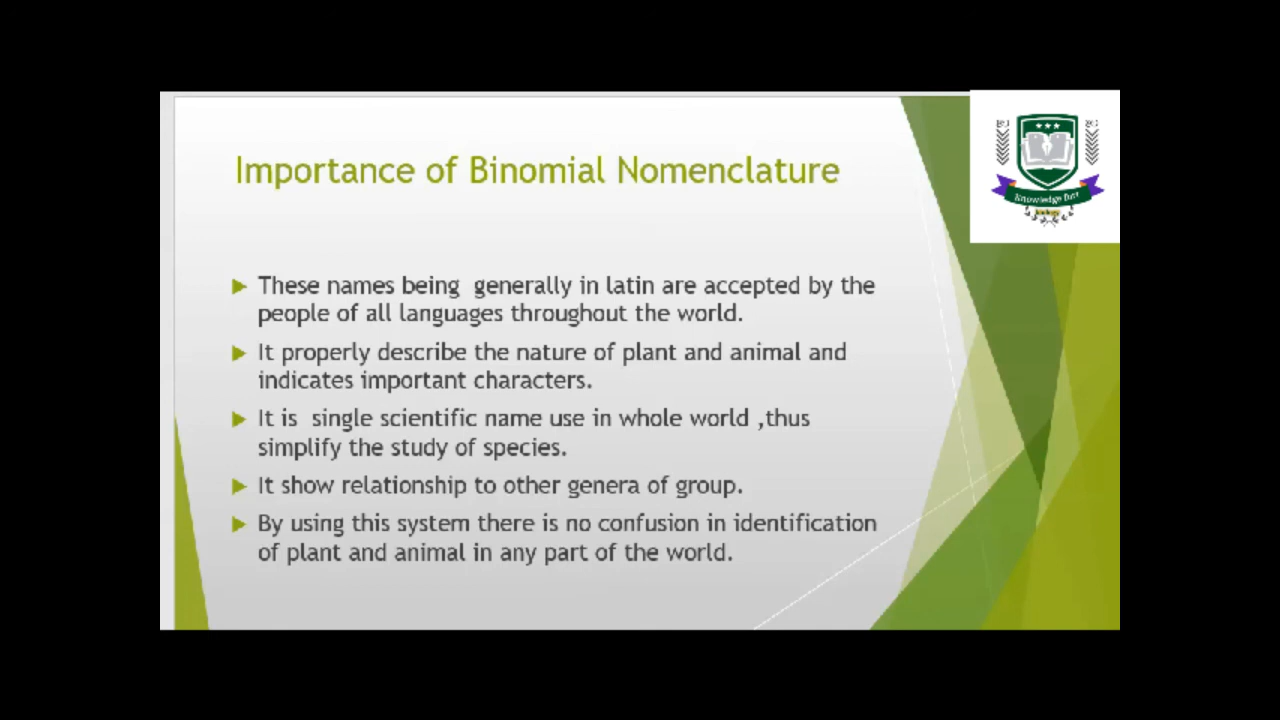 Importance of Binomial Nomenclature
These names being generally in latin are accepted by the
people of all languages throughout the world.
It properly describe the nature of plant and animal and
indicates important characters.
It is single scientific name use in whole world ,thus
simplify the study of species.
It show relationship to other genera of group.
By using this system there is no confusion in identification
of plant and animal in any part of the world.
Knowledge